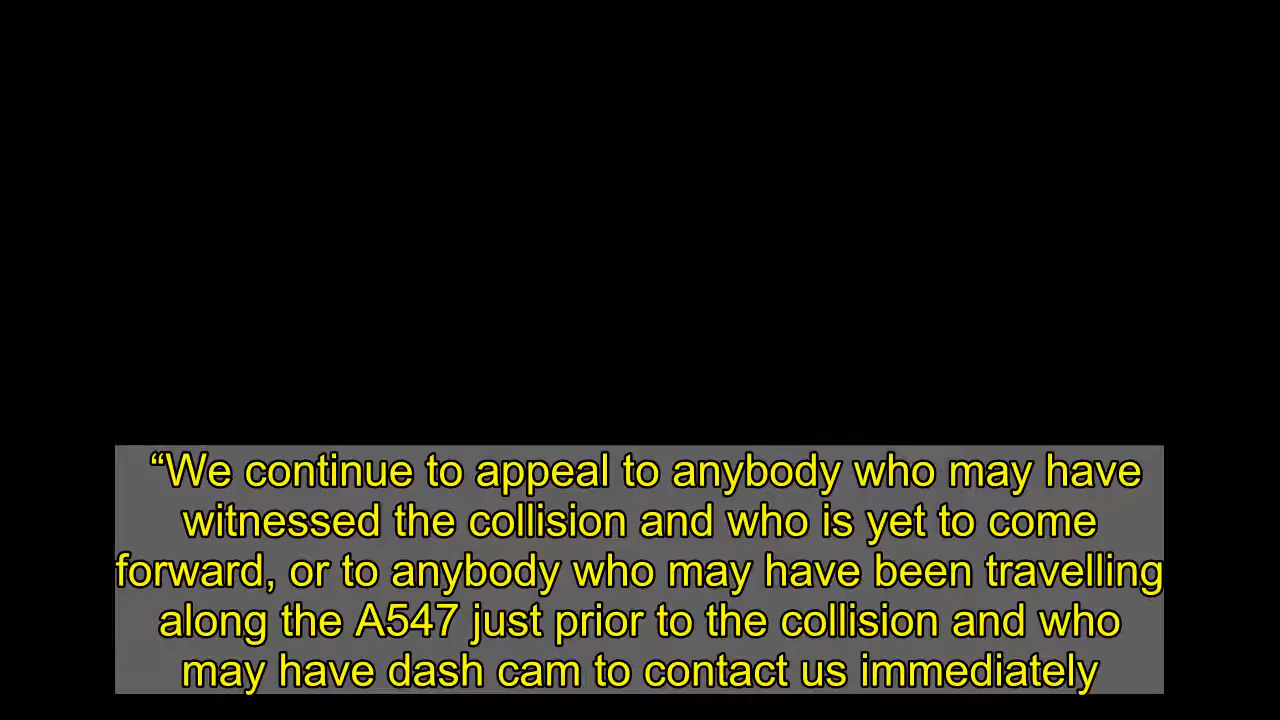 “We continue to appeal to anybody who may have
witnessed the collision and who is yet to come
forward, or to anybody who may have been travelling
along the A547 just prior to the collision and who
may have dash cam to contact us immediately